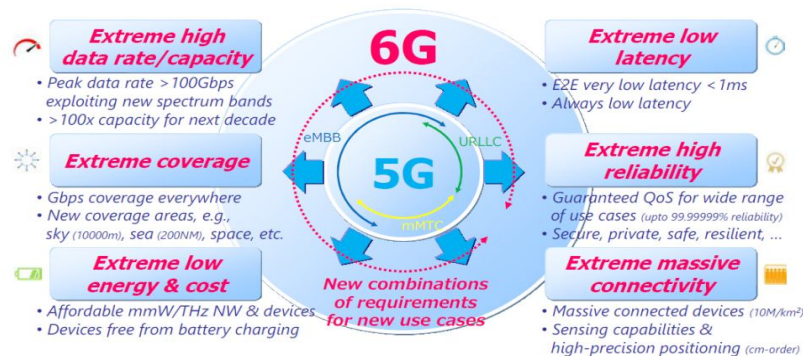 Extreme high
data rate/capacity
• Peak data rate >100Gbps
exploiting new spectrum bands
• >100x capacity for next decade
Extreme coverage
• Gbps coverage everywhere
• New coverage areas, e.g.,
sky (10000m), sea (200NM), space, etc.
Extreme low
energy & cost
• Affordable mmW/THz NW & devices
• Devices free from battery charging
6G
eMBB
URLLC
5G
mMTC
New combinations
of requirements
for new use cases
Extreme low
latency
• E2E very low latency <1ms
• Always low latency
Extreme high
reliability
• Guaranteed QoS for wide range
of use cases (upto 99.99999% reliability)
• Secure, private, safe, resilient, ...
Extreme massive
connectivity
• Massive connected devices (10M/km²)
• Sensing capabilities &
high-precision positioning (cm-order)